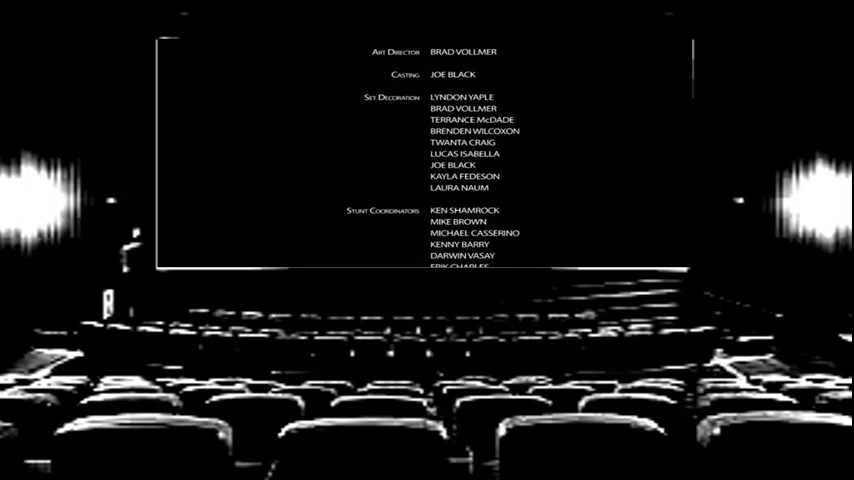 Art Director BRAD VOLLMER
Casting JOE BLACK
Set Decoration LYNDON YAPLE
BRAD VOLLMER
TERRANCE McDADE
BRENDEN WILCOXON
TWANTA CRAIG
LUCAS ISABELLA
JOE BLACK
KAYLA FEDESON
LAURA NAUM
Stunt Coordinators KEN SHAMROCK
MIKE BROWN
MICHAEL CASSERINO
KENNY BARRY
DARWIN VASAY
ERIK CHARLES